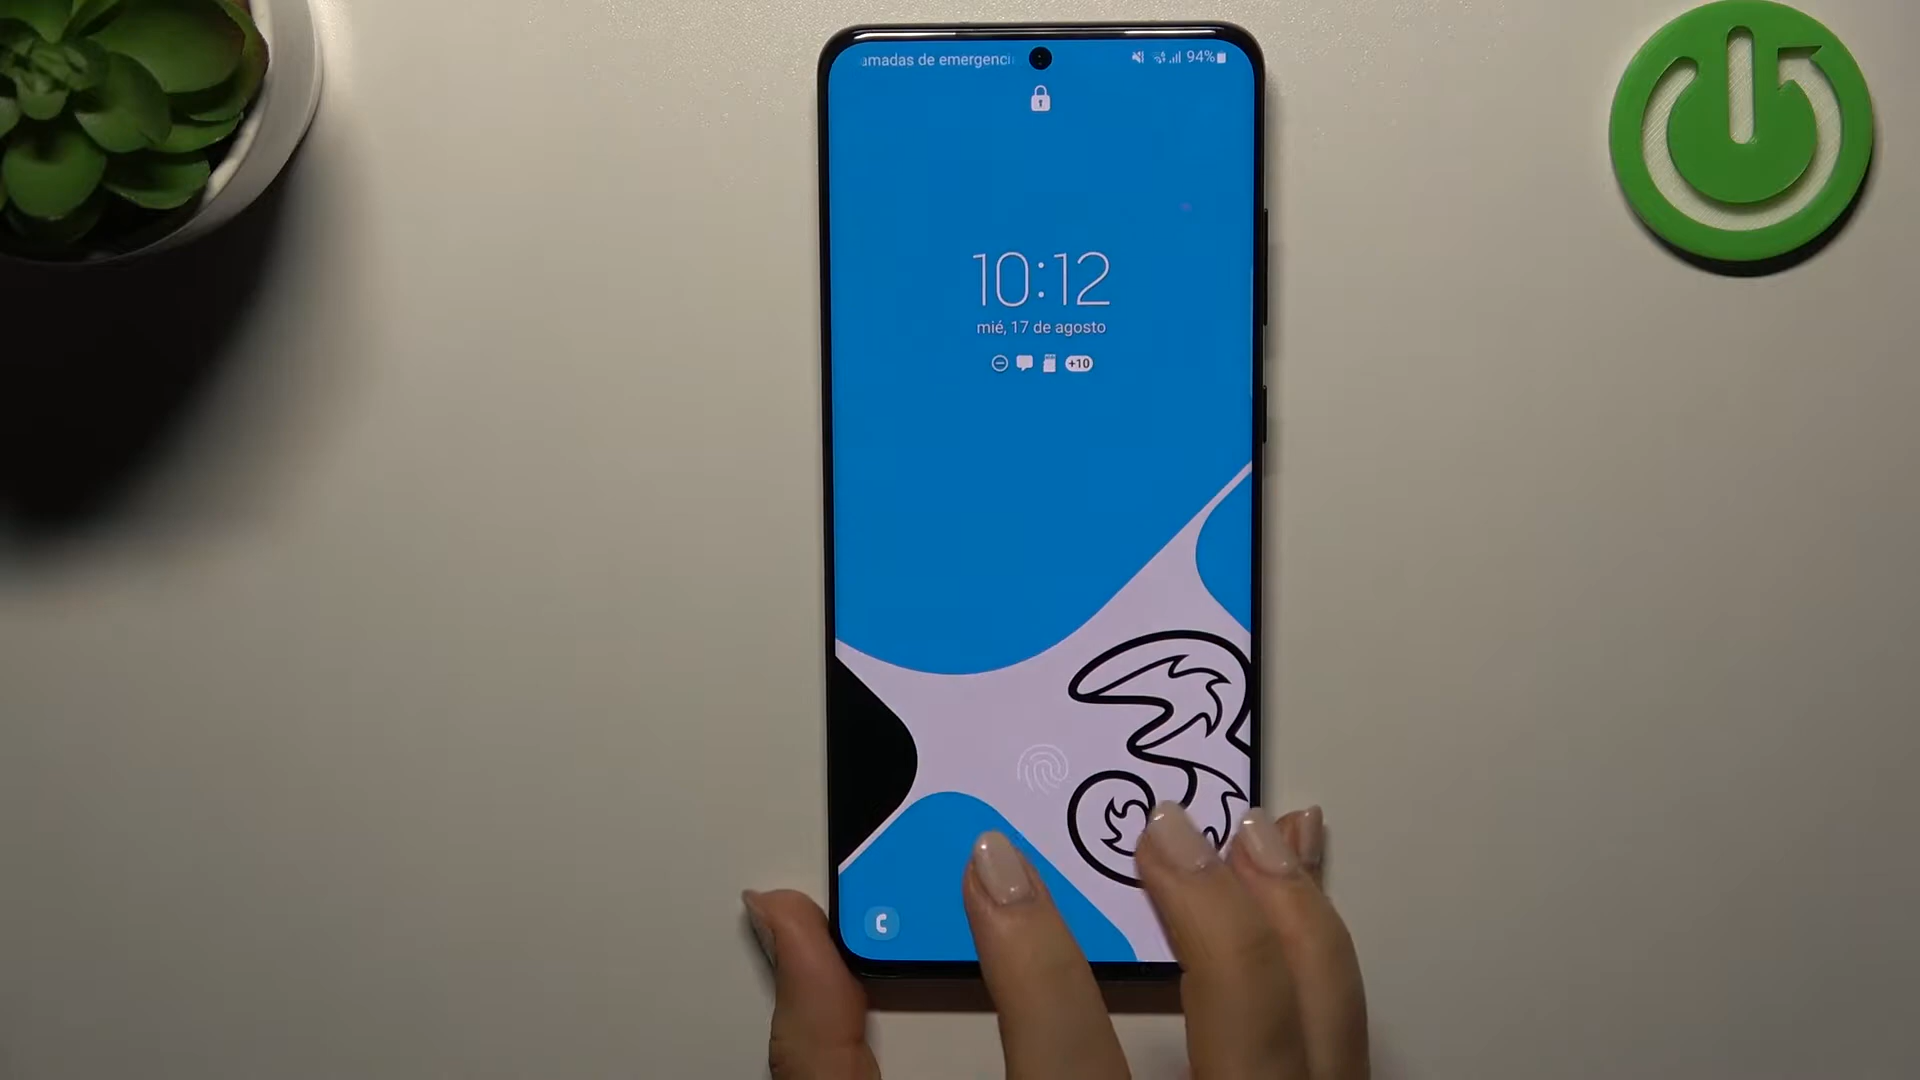 amadas de emergenci
94%
10:12
mié, 17 de agosto
+10